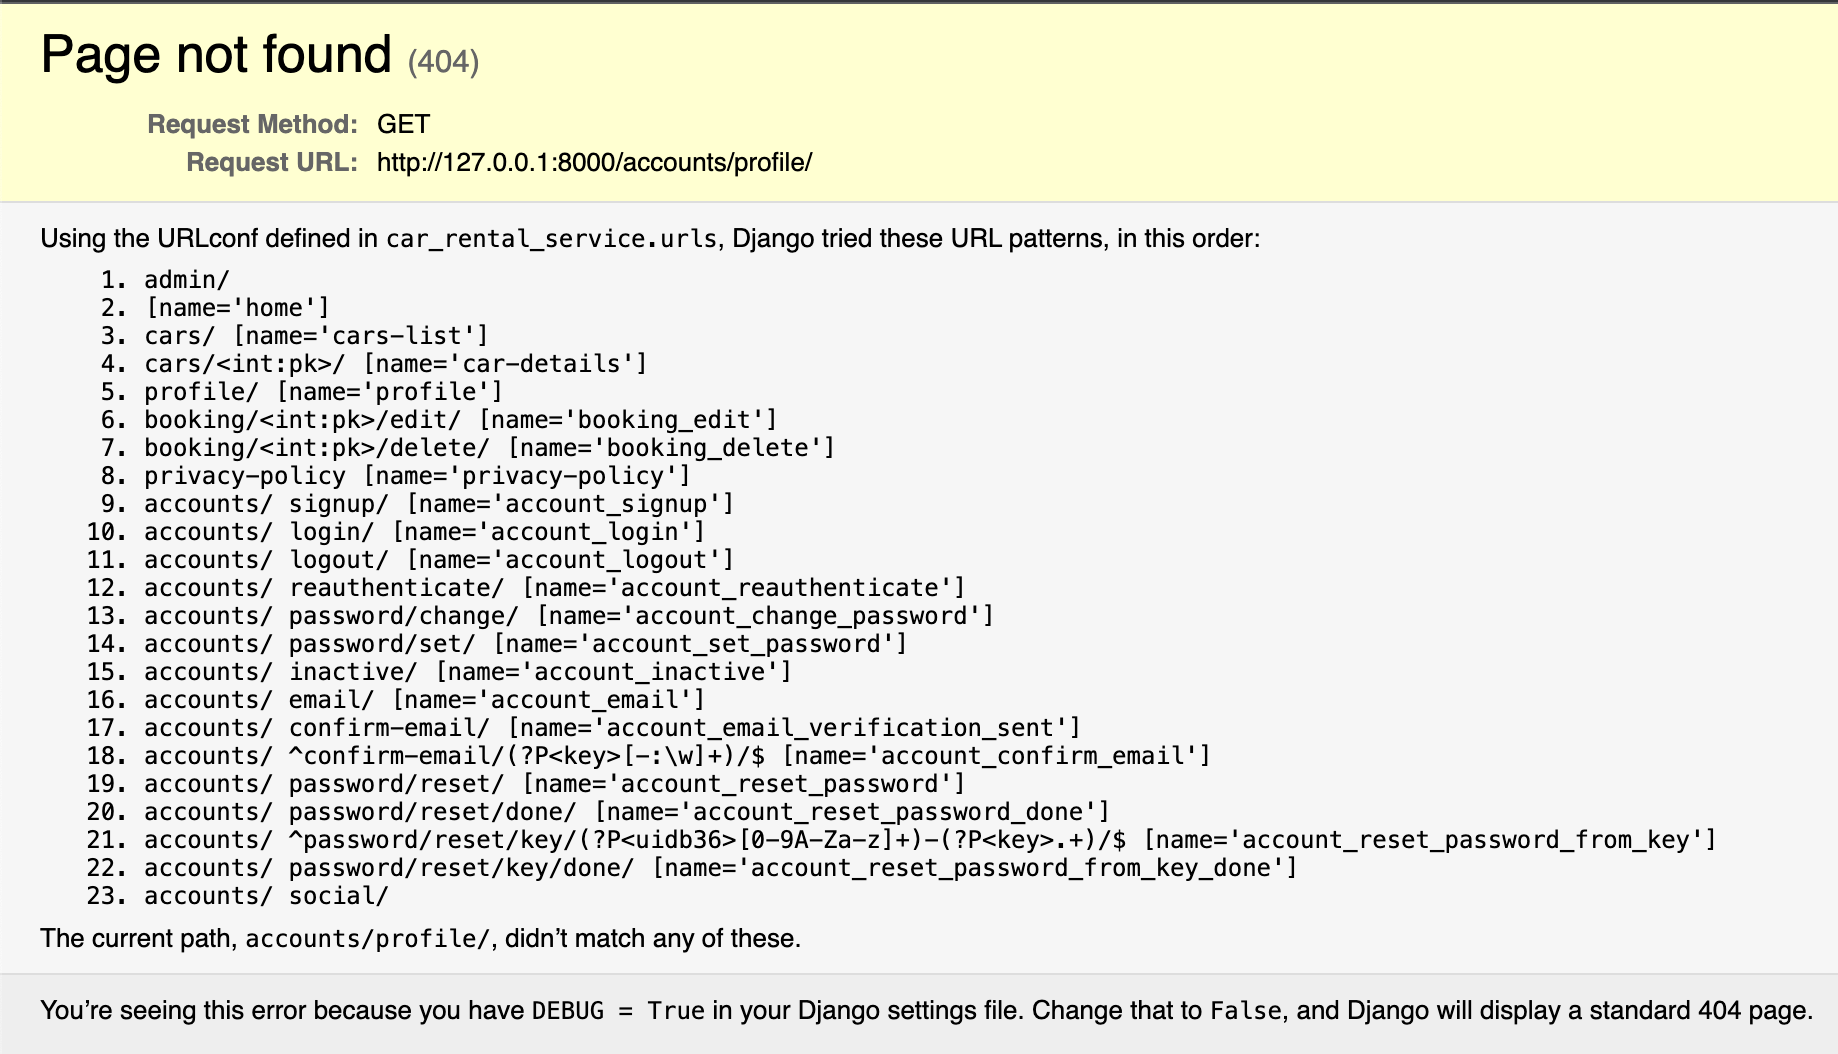 Page not found (404)
Request Method: GET
Request URL: http://127.0.0.1:8000/accounts/profile/
Using the URLconf defined in car_rental_service.urls, Django tried these URL patterns, in this order:
1. admin/
2. [name='home']
3. cars/ [name='cars-list']
4. cars/<int:pk>/ [name='car-details']
5. profile/ [name='profile']
6. booking/<int:pk>/edit/ [name='booking_edit']
7. booking/<int:pk>/delete/ [name='booking_delete']
8. privacy-policy [name='privacy-policy']
9. accounts/ signup/ [name='account_signup']
10. accounts/ login/ [name='account_login']
11. accounts/ logout/ [name='account_logout']
12. accounts/ reauthenticate/ [name='account_reauthenticate']
13. accounts/ password/change/ [name='account_change_password']
14. accounts/ password/set/ [name='account_set_password']
15. accounts/ inactive/ [name='account_inactive']
16. accounts/ email/ [name='account_email']
17. accounts/ confirm-email/ [name='account_email_verification_sent']
18. accounts/ ^confirm-email/(?P<key>[-:\w]+)/$ [name='account_confirm_email']
19. accounts/ password/reset/ [name='account_reset_password']
20. accounts/ password/reset/done/ [name='account_reset_password_done']
21. accounts/ ^password/reset/key/(?P<uidb36>[0-9A-Za-z]+)-(?P<key>.+)/$ [name='account_reset_password_from_key']
22. accounts/ password/reset/key/done/ [name='account_reset_password_from_key_done']
23. accounts/ social/
The current path, accounts/profile/, didn’t match any of these.
You’re seeing this error because you have DEBUG = True in your Django settings file. Change that to False, and Django will display a standard 404 page.